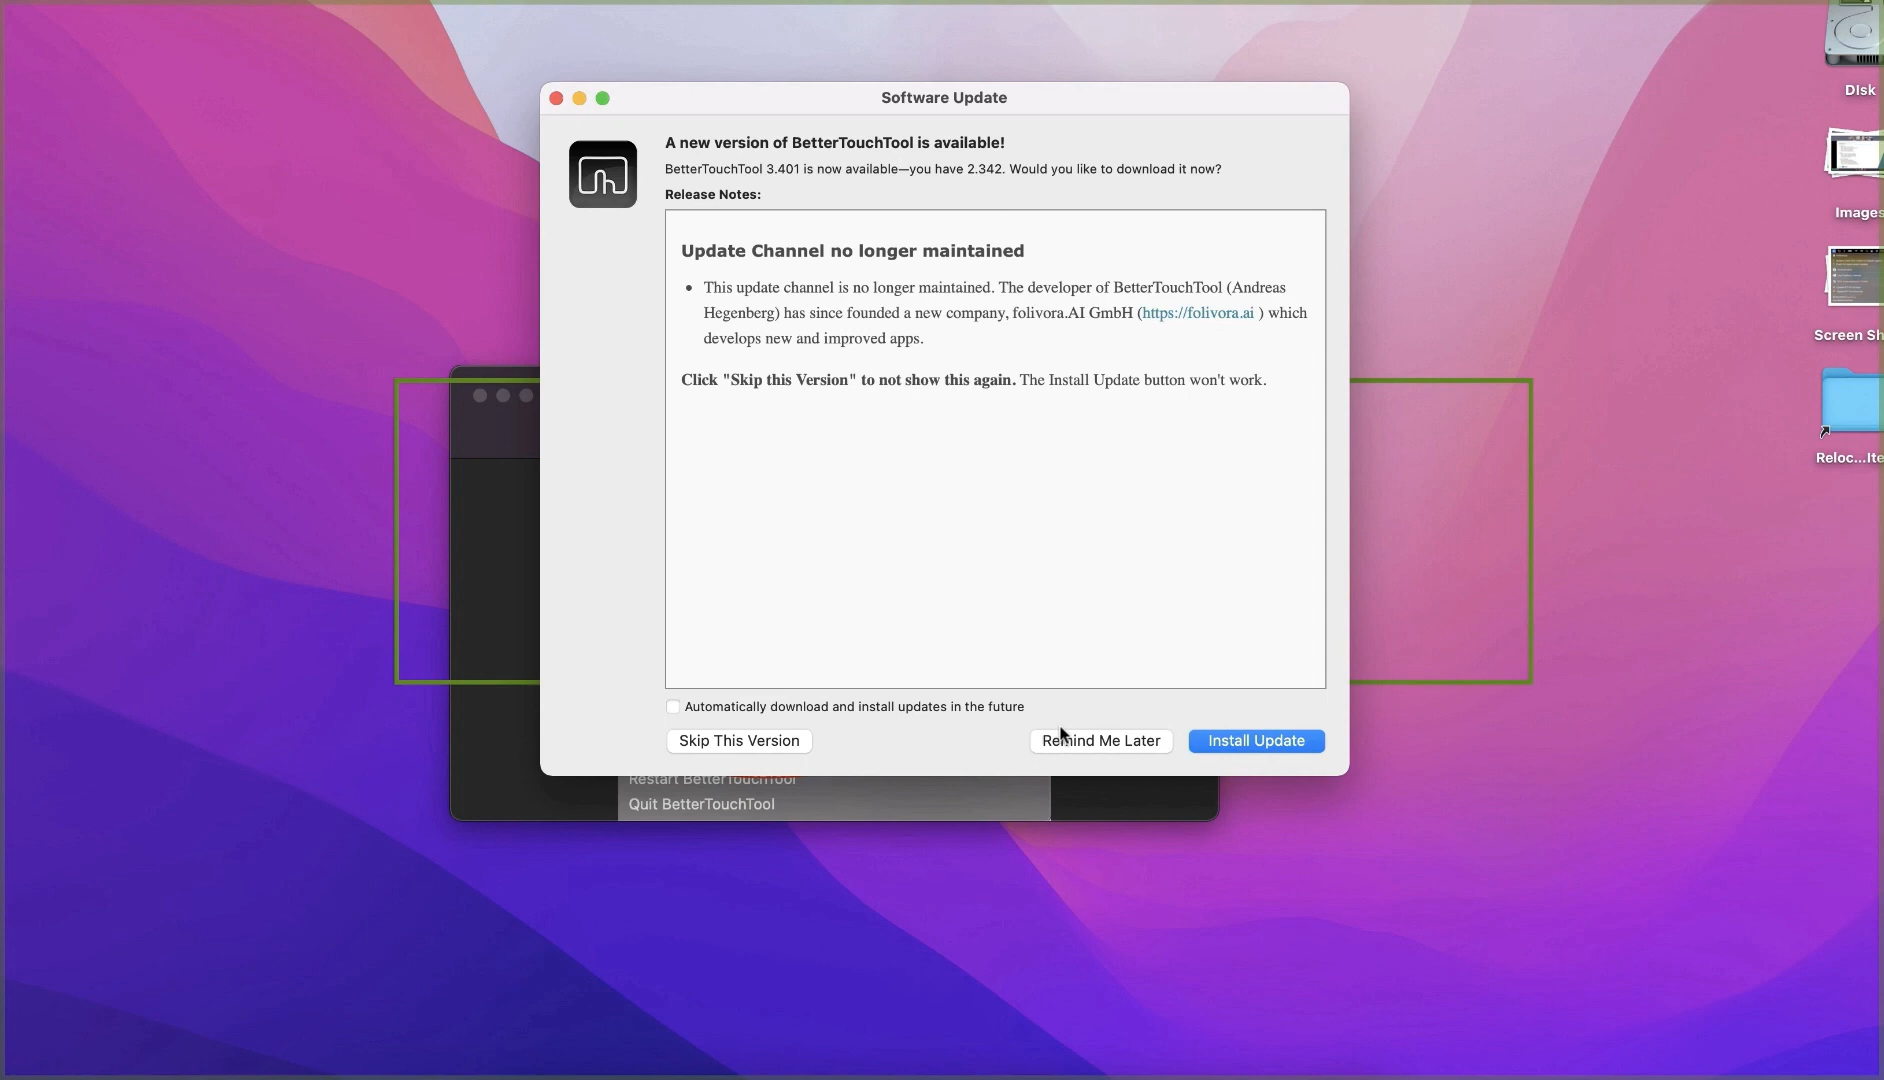 Software Update
A new version of BetterTouchTool is available!
BetterTouchTool 3.401 is now available—you have 2.342. Would you like to download it now?
Release Notes:
Update Channel no longer maintained
• This update channel is no longer maintained. The developer of BetterTouchTool (Andreas
Hegenberg) has since founded a new company, folivora.AI GmbH (https://folivora.ai ) which
develops new and improved apps.
Click "Skip this Version" to not show this again. The Install Update button won't work.
Automatically download and install updates in the future
Skip This Version
Remind Me Later
Install Update
Restart BetterTouchTool
Quit BetterTouchTool
DIsk
Images
Screen Sh
Reloc...Ite